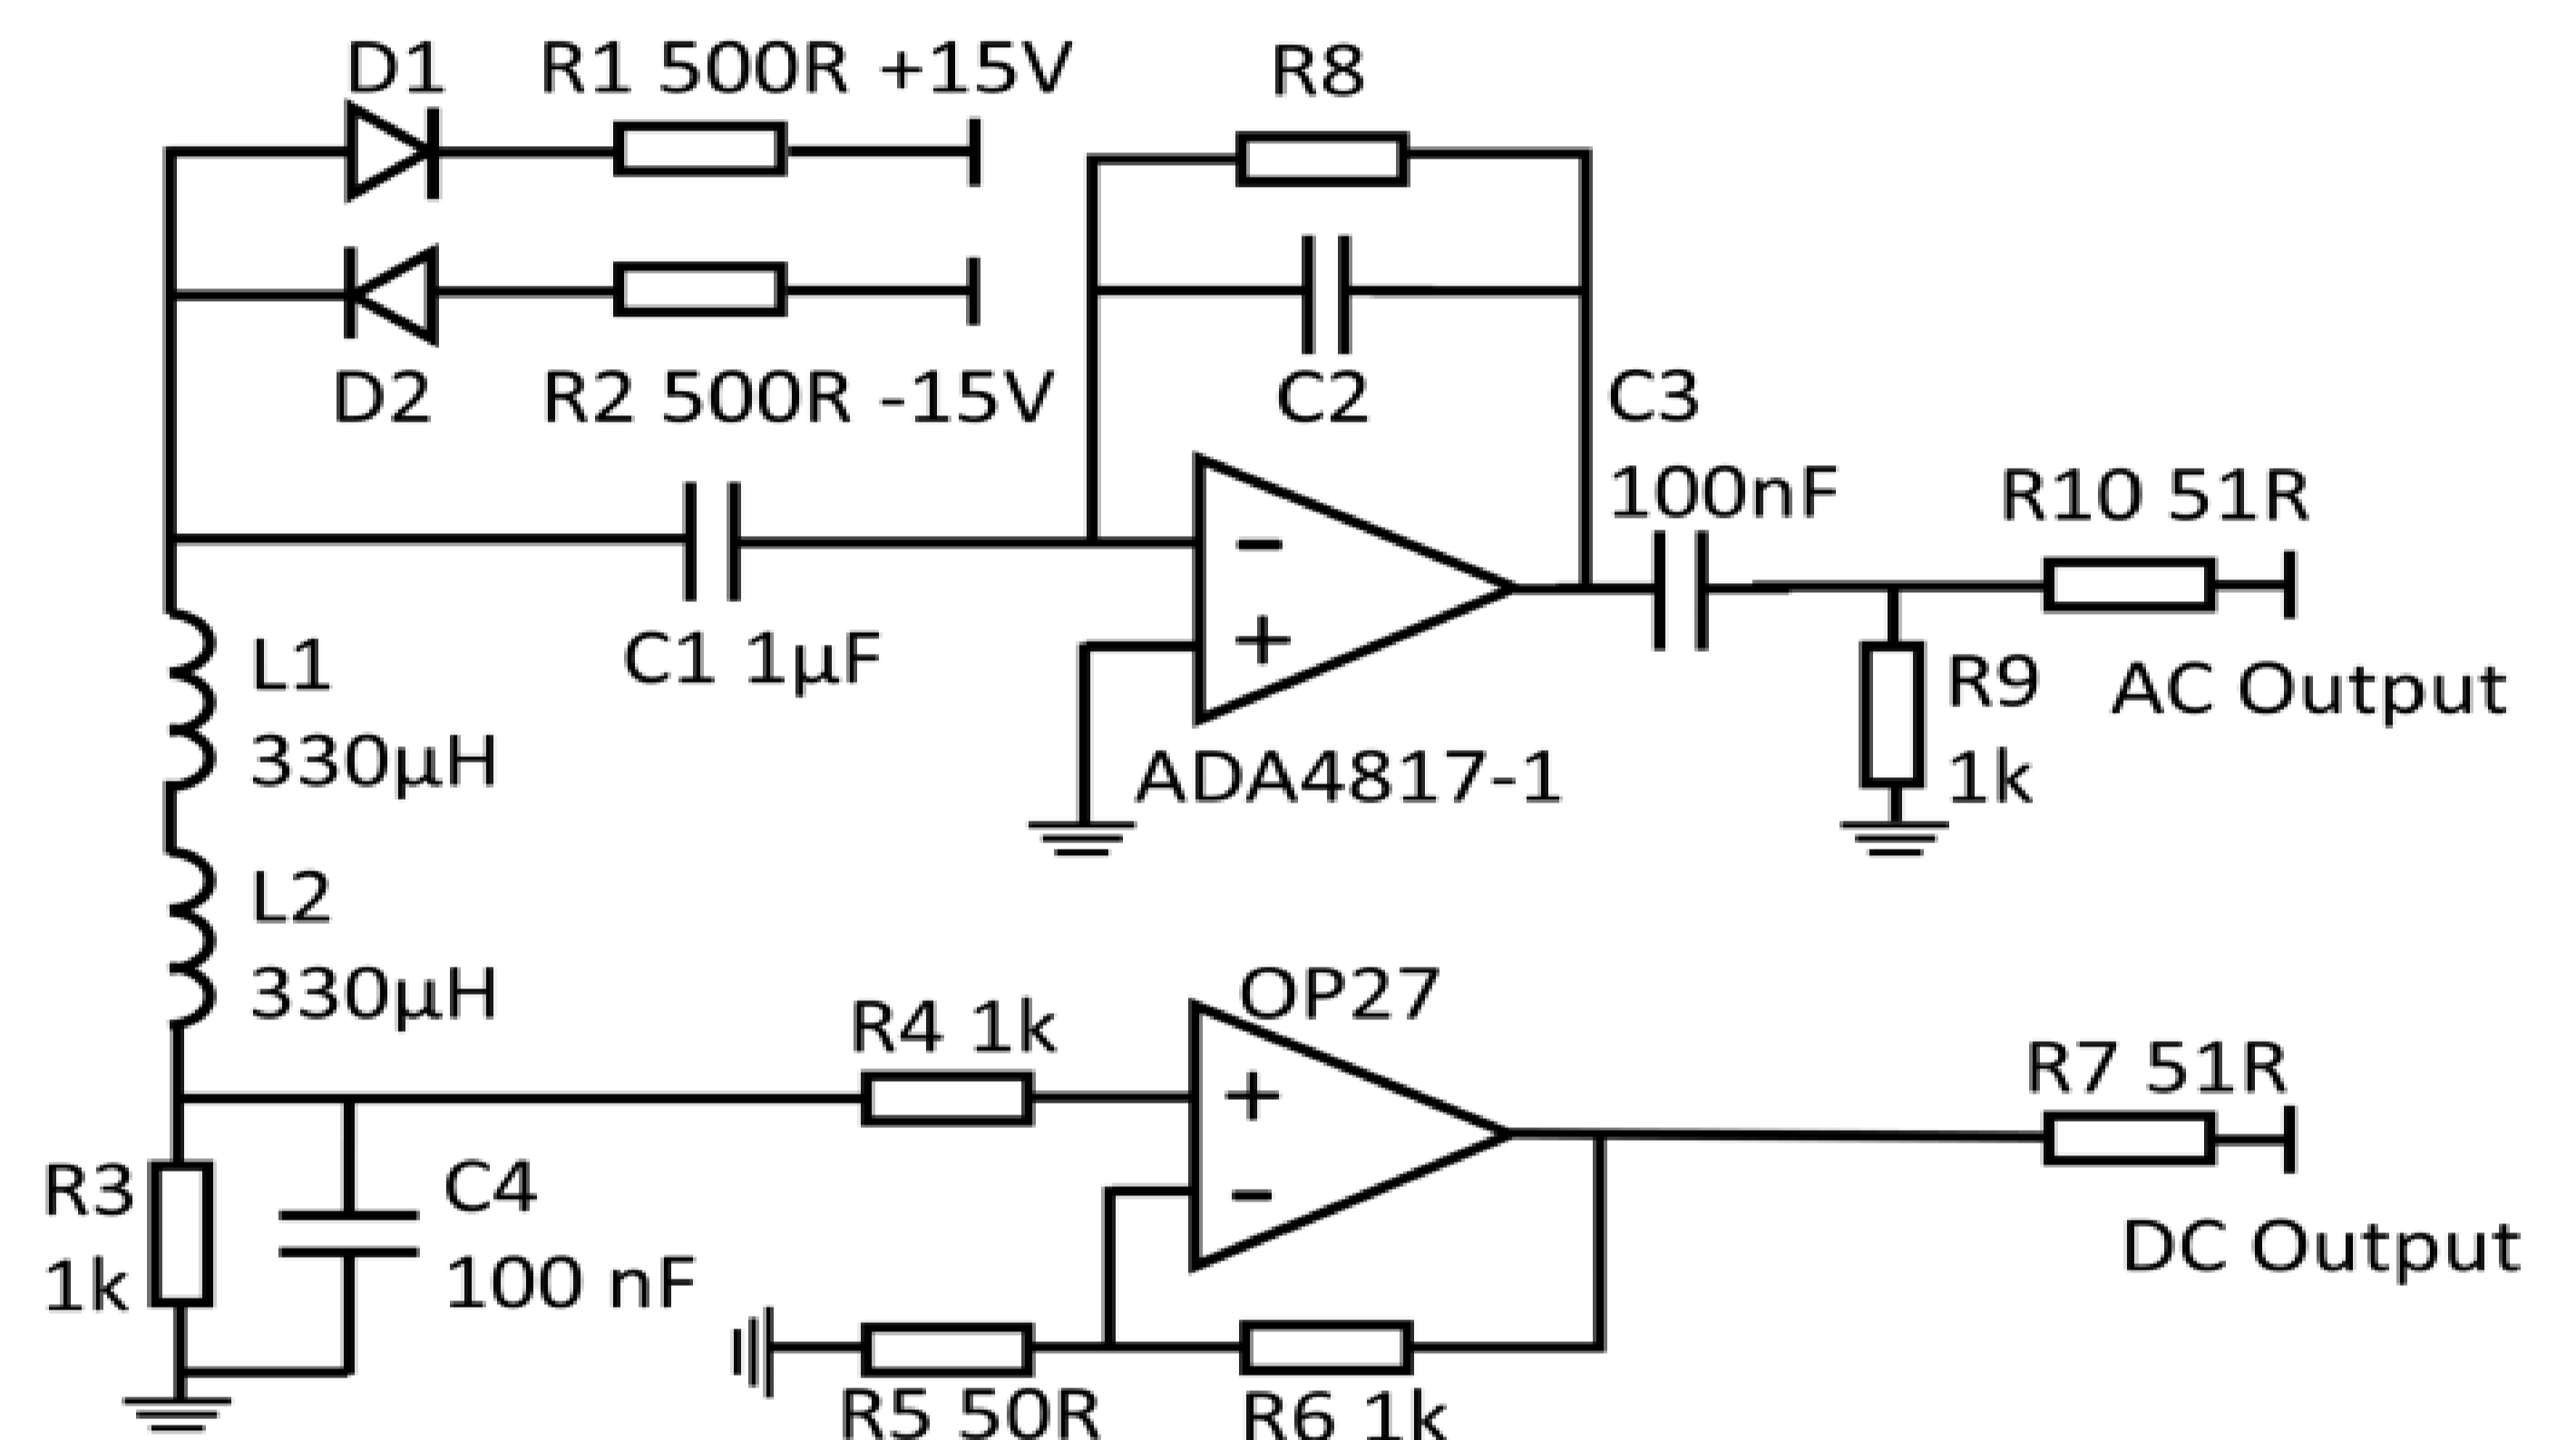 D1
R1 500R +15V
R8
D2
R2 500R -15V
C2
C3
100nF
R10 51R
-
+
C1 1µF
L1
330µH
ADA4817-1
R9
1k
AC Output
L2
330µH
OP27
R4 1k
+
-
R7 51R
R3
1k
C4
100 nF
DC Output
R5 50R
R6 1k